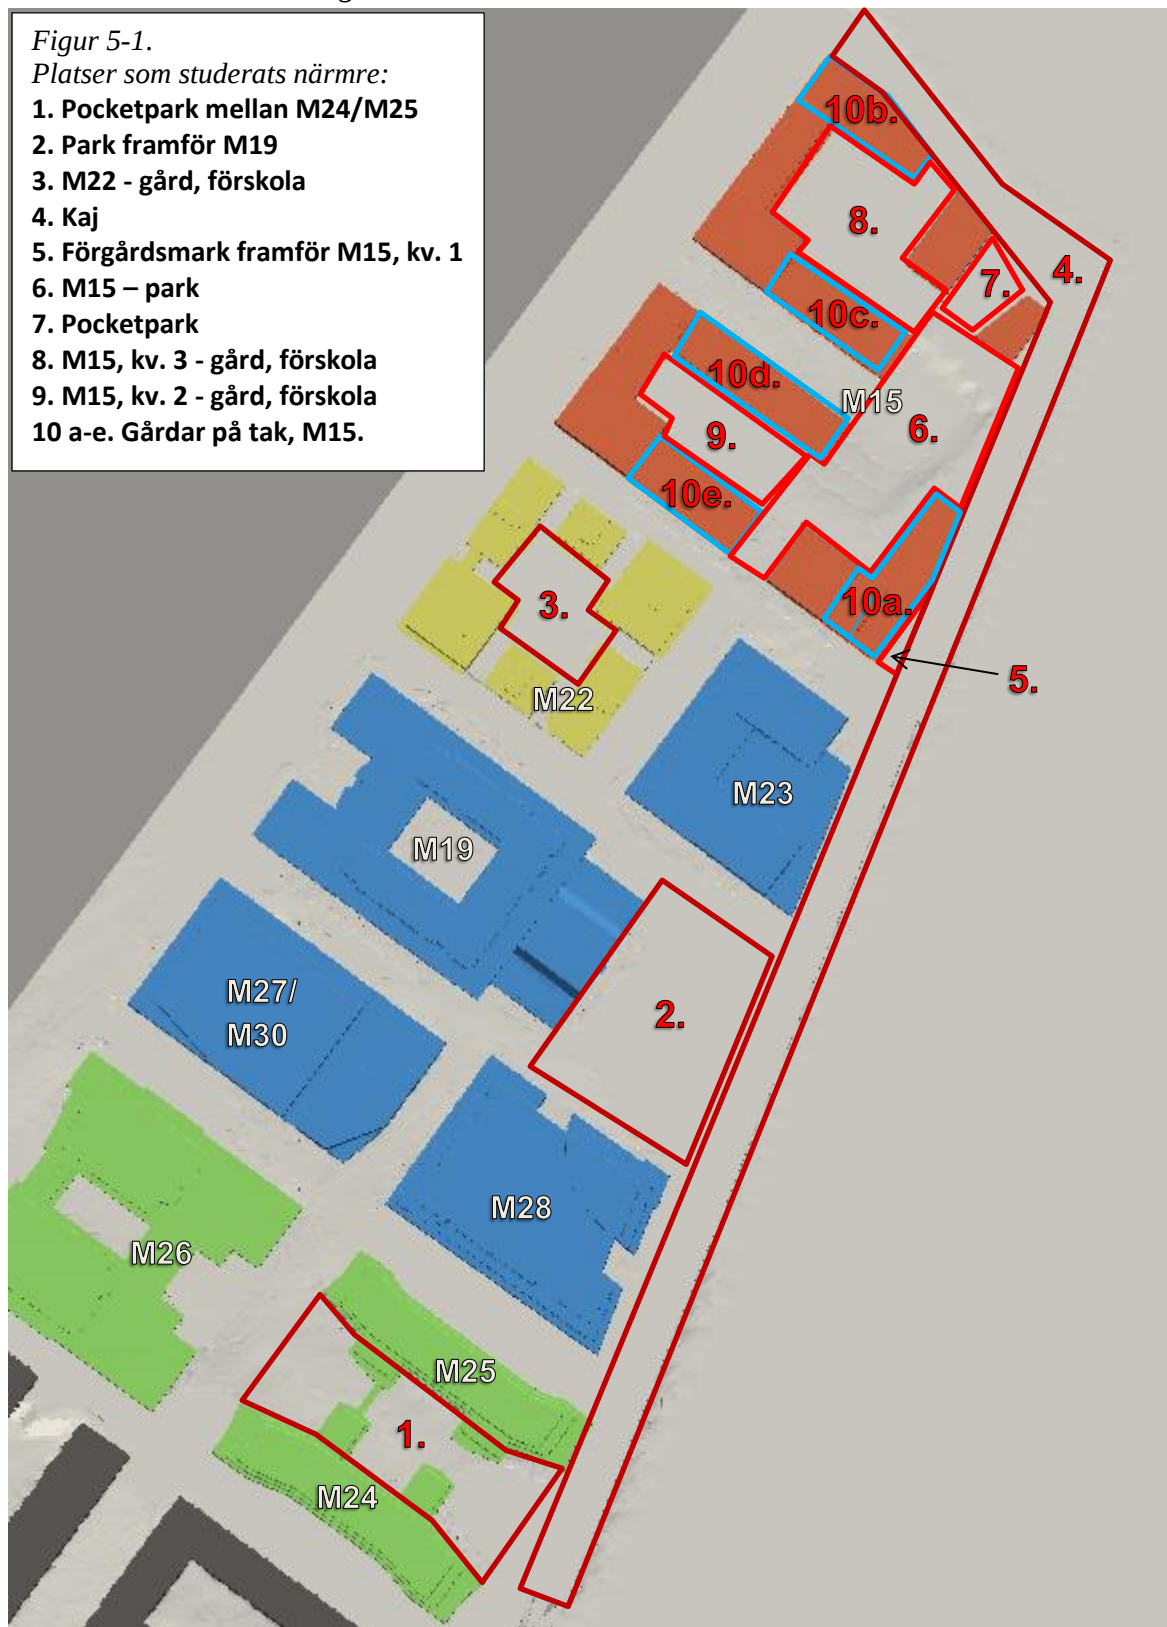 Figur 5-1.
Platser som studerats närmre:
1. Pocketpark mellan M24/M25
2. Park framför M19
3. M22 - gård, förskola
4. Kaj
5. Förgårdsmark framför M15, kv. 1
6. M15 – park
7. Pocketpark
8. M15, kv. 3 - gård, förskola
9. M15, kv. 2 - gård, förskola
10 a-e. Gårdar på tak, M15.
10b.
8.
4.
7.
10c.
10d.
M15
6.
9.
10e.
10a.
3.
5.
M22
M23
M19
M27/
M30
2.
M28
M26
M25
1.
M24